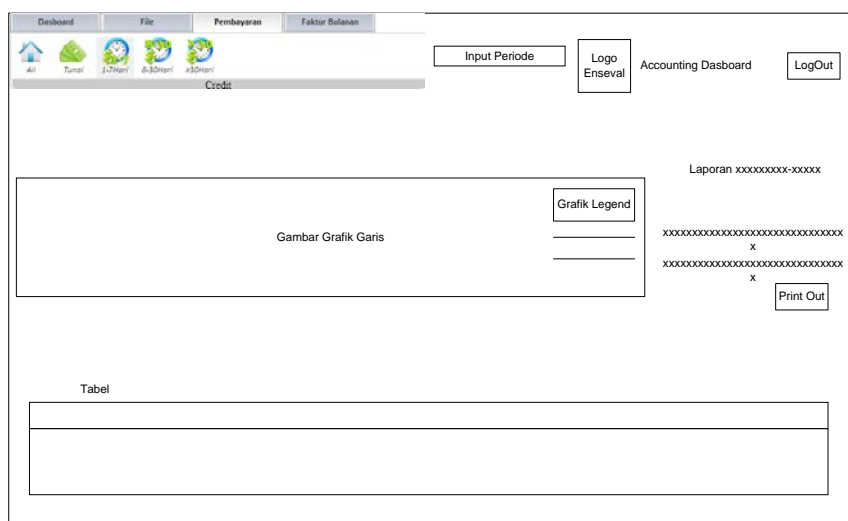 Dasboard File Pembayaran Faktur Bulanan
All Tunai 1-7Hari 8-30Hari >30Hari
Credit
Input Periode
Logo
Enseval
Accounting Dasboard
LogOut
Laporan xxxxxxxxx-xxxxx
Grafik Legend
Gambar Grafik Garis
xxxxxxxxxxxxxxxxxxxxxxxxxxxxxxx
x
xxxxxxxxxxxxxxxxxxxxxxxxxxxxxxx
x
Print Out
Tabel